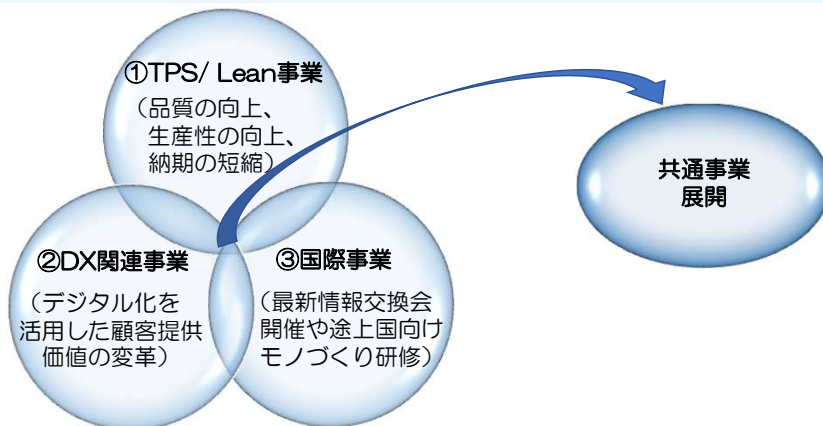 ①TPS/ Lean事業
（品質の向上、
生産性の向上、
納期の短縮）
②DX関連事業
（デジタル化を
活用した顧客提供
価値の変革）
③国際事業
（最新情報交換会
開催や途上国向け
モノづくり研修）
共通事業
展開